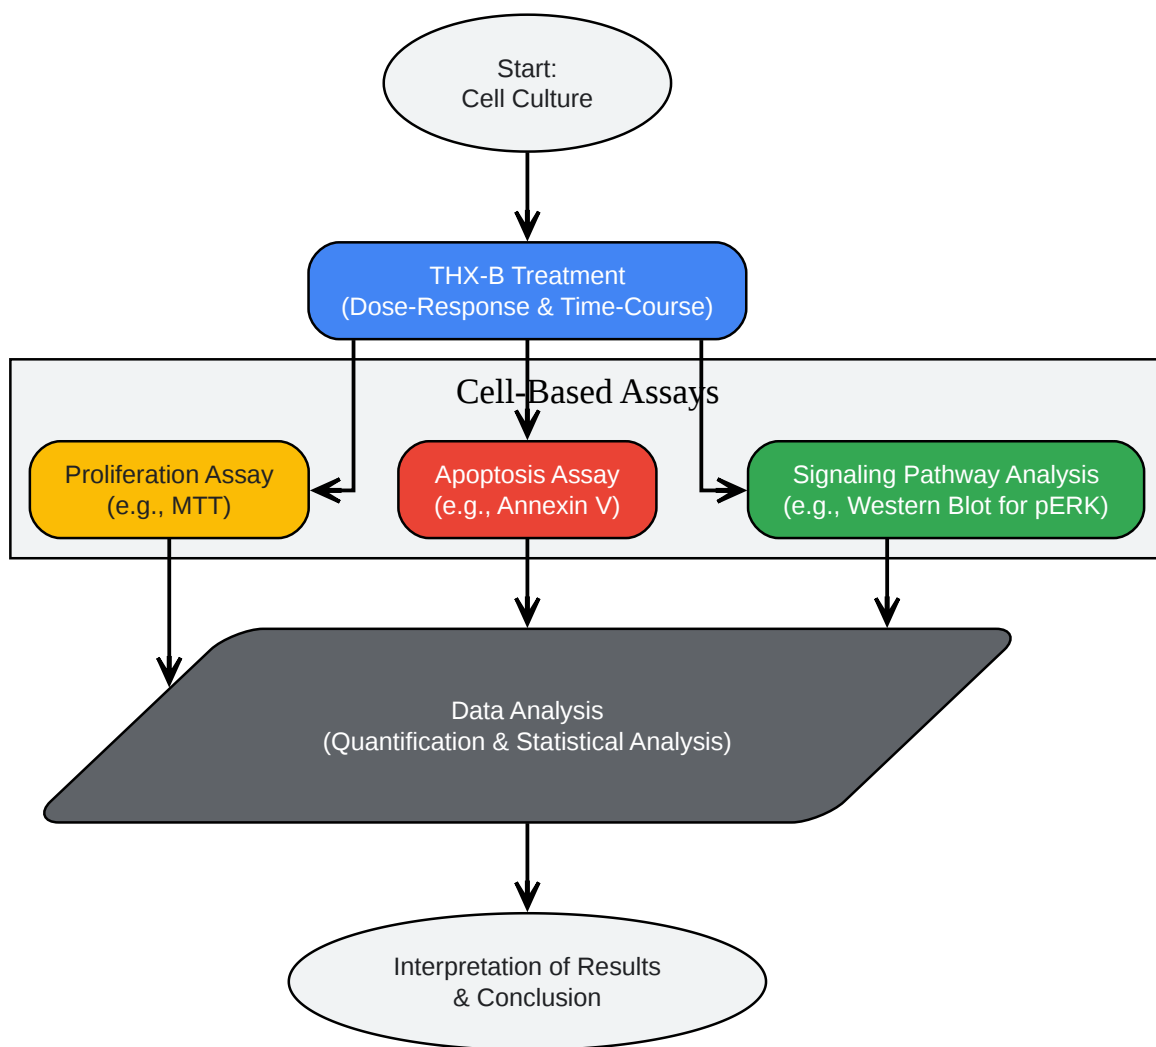 Start:
Cell Culture
THX-B Treatment
(Dose-Response & Time-Course)
Cell-Based Assays
Proliferation Assay
(e.g., MTT)
Apoptosis Assay
(e.g., Annexin V)
Signaling Pathway Analysis
(e.g., Western Blot for pERK)
Data Analysis
(Quantification & Statistical Analysis)
Interpretation of Results
& Conclusion